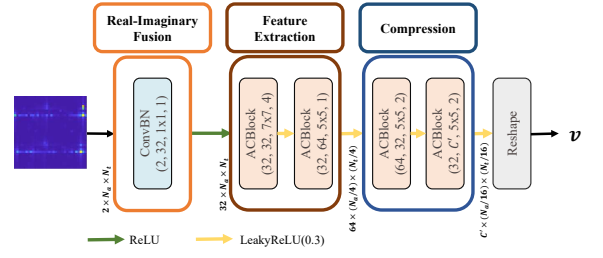 Real-Imaginary
Fusion
Feature
Extraction
Compression
ConvBN
(2, 32, 1x1, 1)
ACBlock
(32, 32, 7x7, 4)
ACBlock
(32, 64, 5x5, 1)
ACBlock
(64, 32, 5x5, 2)
ACBlock
(32, C', 5x5, 2)
Reshape
v
2 × Na × Nt
32 × Na × Nt
64 × (Na/4) × (Nt/4)
C' × (Na/16) × (Nt/16)
ReLU
LeakyReLU(0.3)